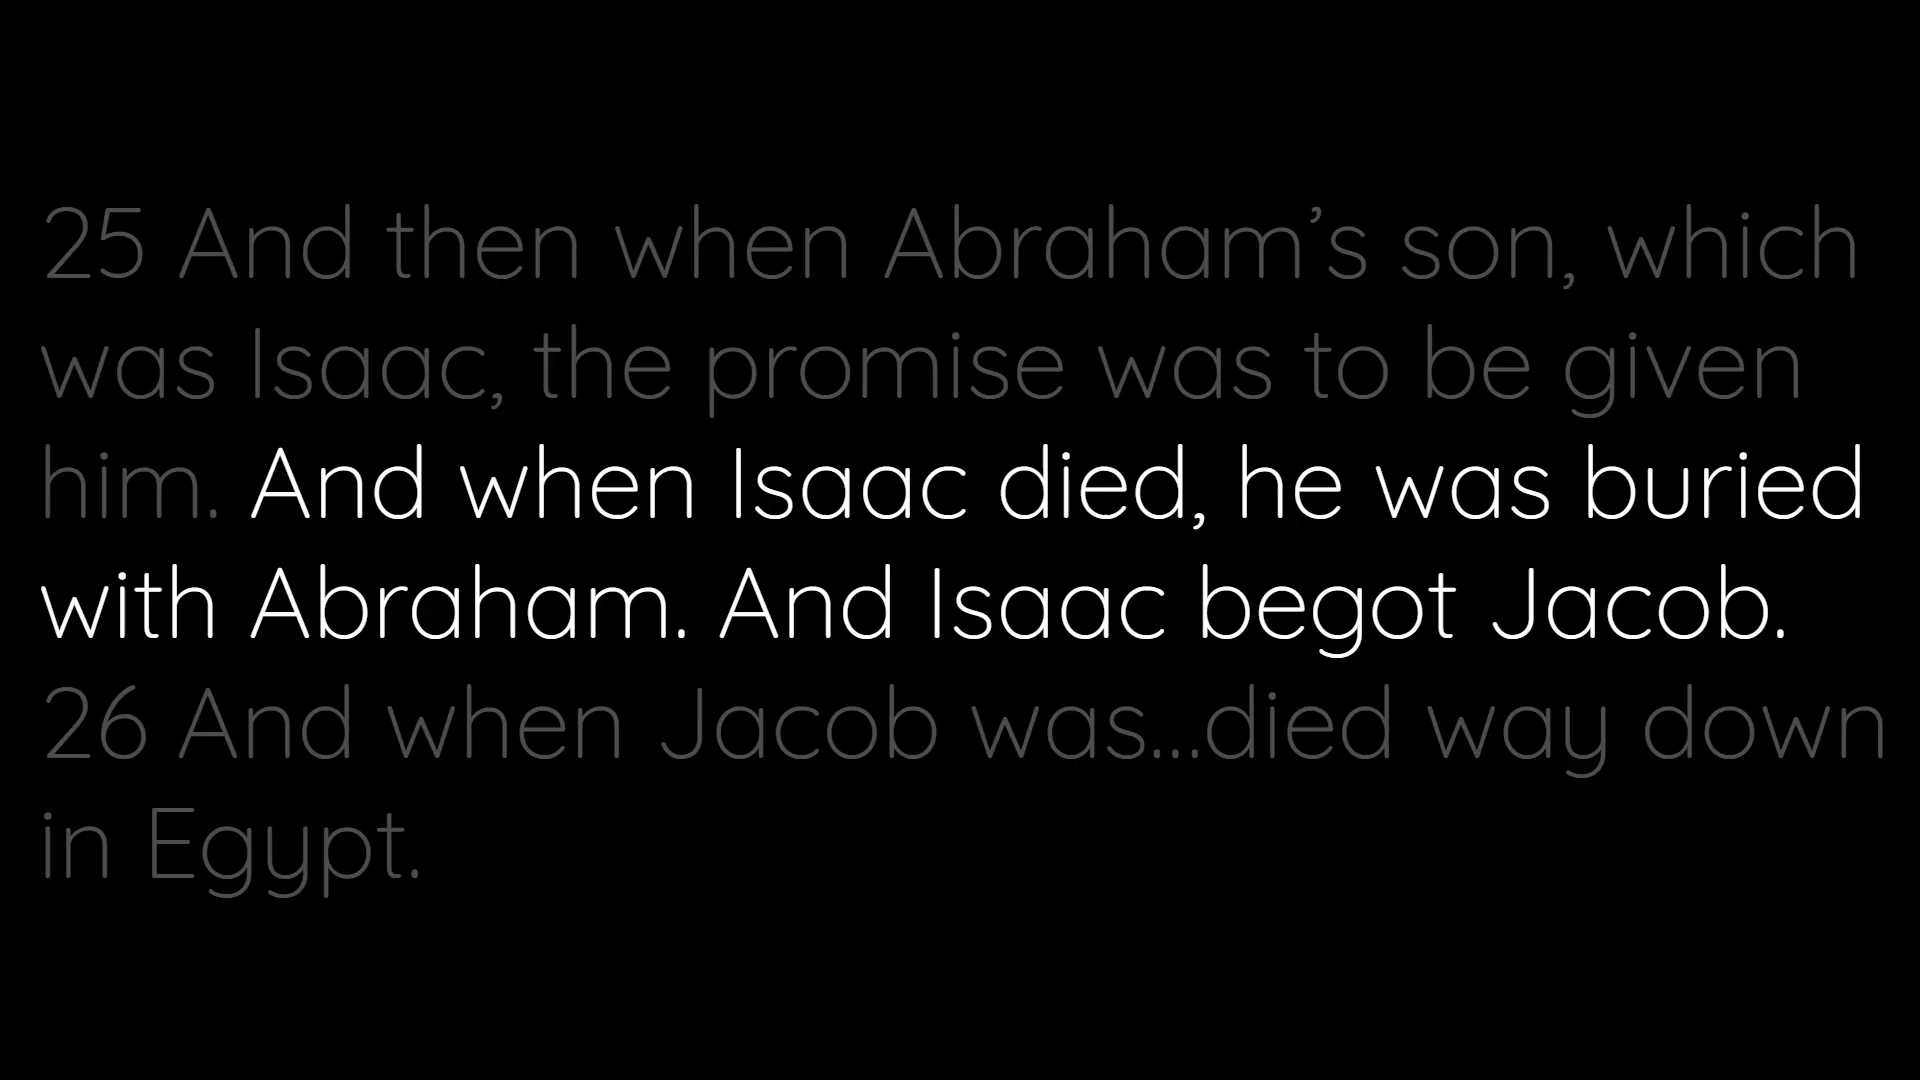 25 And then when Abraham’s son, which
was Isaac, the promise was to be given
him. And when Isaac died, he was buried
with Abraham. And Isaac begot Jacob.
26 And when Jacob was...died way down
in Egypt.